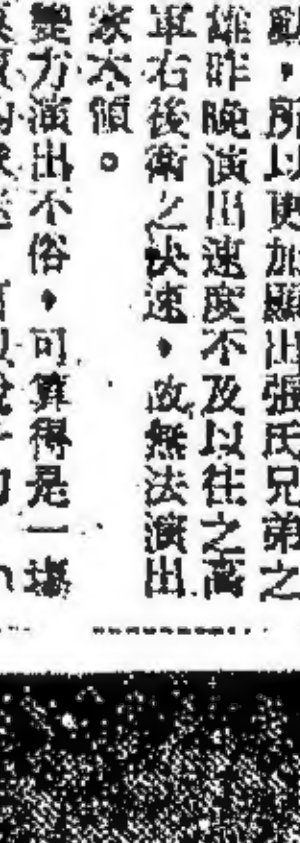 ，所以更加顯出張氏兄弟之
雄昨晚演出速度不及以往之高
軍右後衛之快速，故無法演出
家本領。
雙方演出不俗，可算得是一場